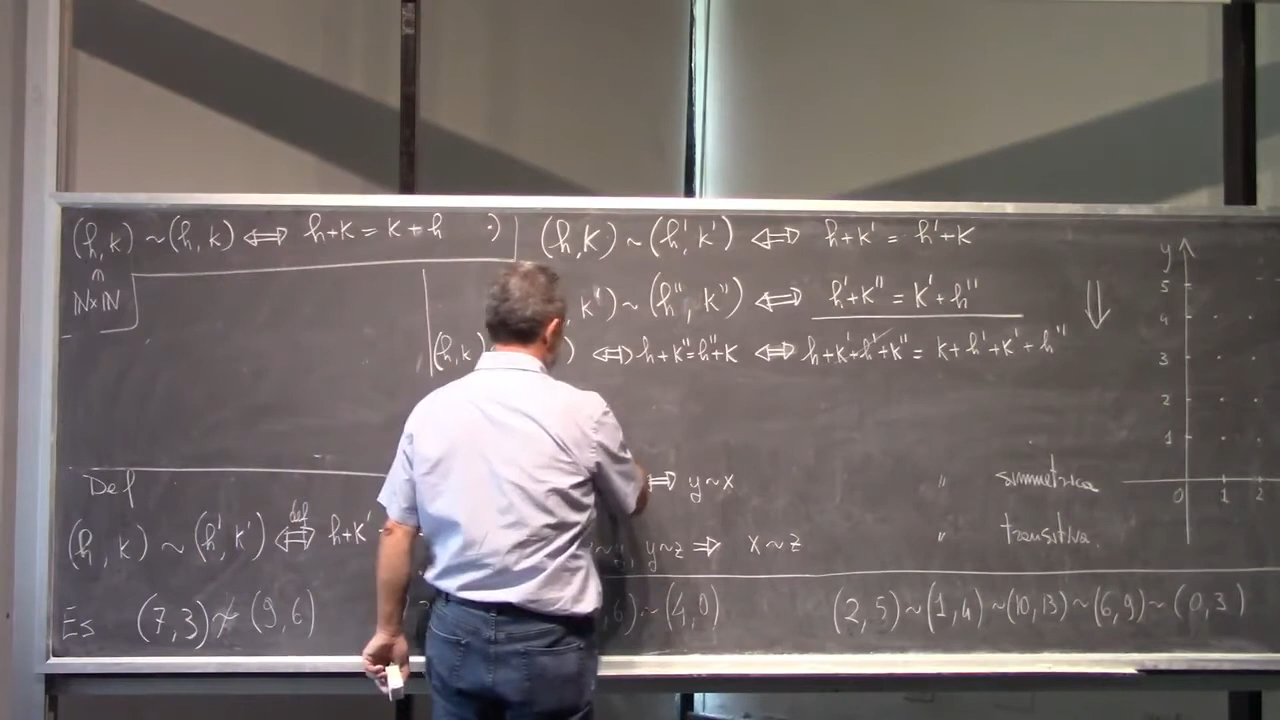 (h, k) ~ (h, k) ⟺ h+k = k+h
∩
ℕ×ℕ
(h, k) ~ (h', k') ⟺ h+k' = h'+k
k') ~ (h'', k'') ⟺ h'+k'' = k'+h''
⇓
(h, k) ) ⟺ h+k''=h''+k ⟺ h+k'+h'+k'' = k+h'+k'+h''
y
5
4
3
2
1
0 1 2
Def
(h, k) ~ (h', k') ⟺ def h+k'
⟹ y~x " simmetrica
y~z ⟹ x~z " transitiva.
Es (7,3) ≁ (9,6)
6) ~ (4,0)
(2,5)~(1,4)~(10,13)~(6,9)~(0,3)